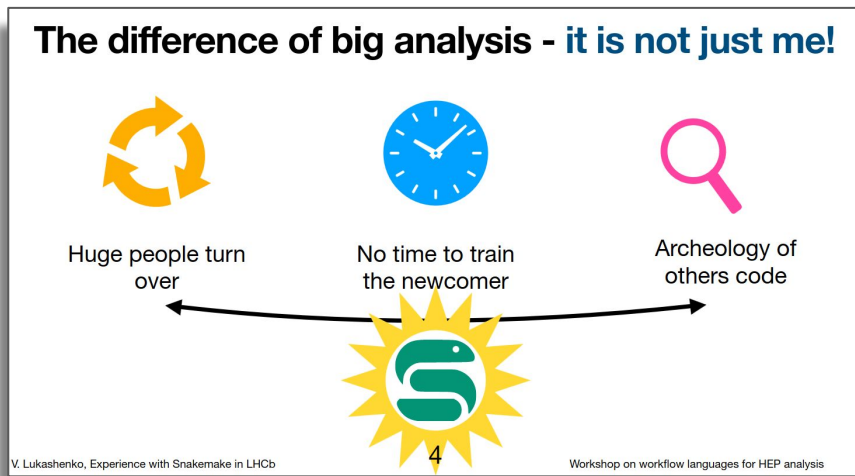 The difference of big analysis - it is not just me!
Huge people turn
over
No time to train
the newcomer
Archeology of
others code
V. Lukashenko, Experience with Snakemake in LHCb
4
Workshop on workflow languages for HEP analysis